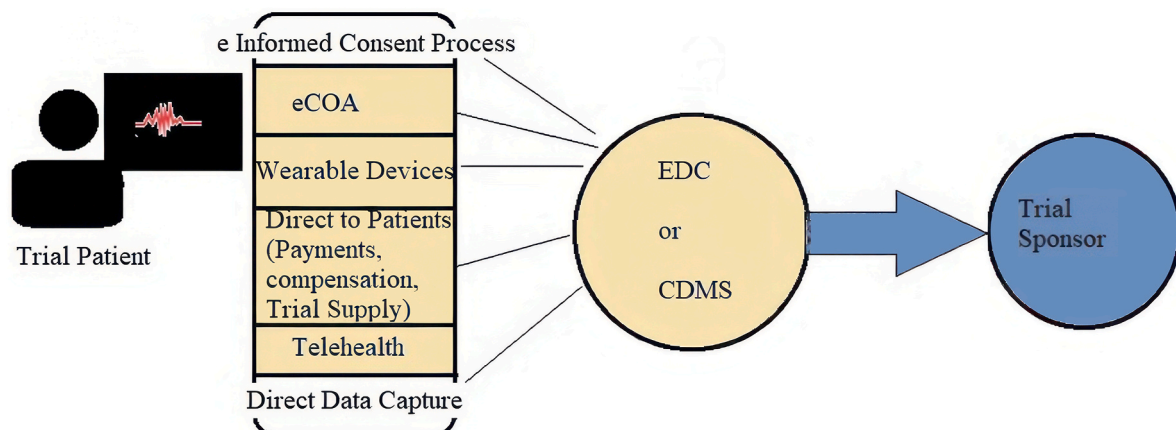 e Informed Consent Process
eCOA
Wearable Devices
Direct to Patients
(Payments,
compensation,
Trial Supply)
Telehealth
Direct Data Capture
Trial Patient
EDC
or
CDMS
Trial
Sponsor